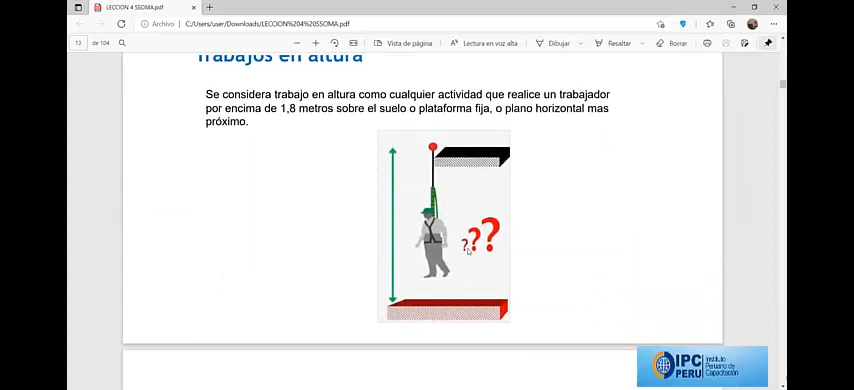 LECCION 4 SSOMA.pdf
Archivo
C:/Users/user/Downloads/LECCION%204%20SSOMA.pdf
13
de 104
Vista de página
Lectura en voz alta
Dibujar
Resaltar
Borrar
Trabajos en altura
Se considera trabajo en altura como cualquier actividad que realice un trabajador
por encima de 1,8 metros sobre el suelo o plataforma fija, o plano horizontal mas
próximo.
???
IPC
PERU
Instituto
Peruano de
Capacitación